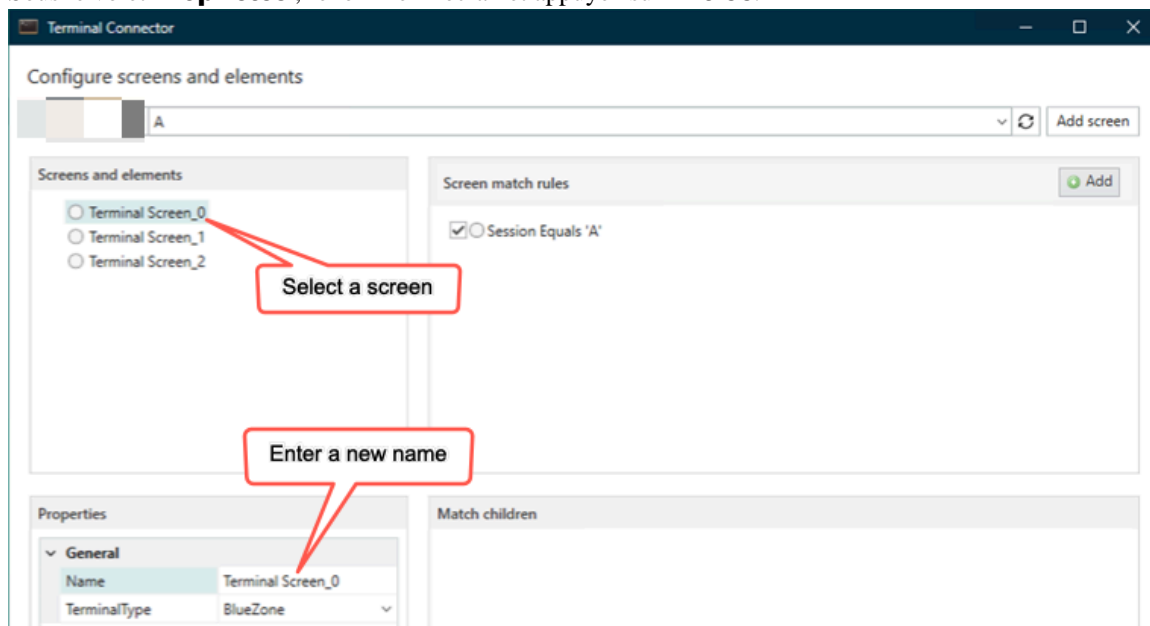 Terminal Connector
Configure screens and elements
A
Add screen
Screens and elements
Screen match rules
Add
Terminal Screen_0
Terminal Screen_1
Terminal Screen_2
Session Equals 'A'
Select a screen
Enter a new name
Properties
Match children
General
Name Terminal Screen_0
TerminalType BlueZone